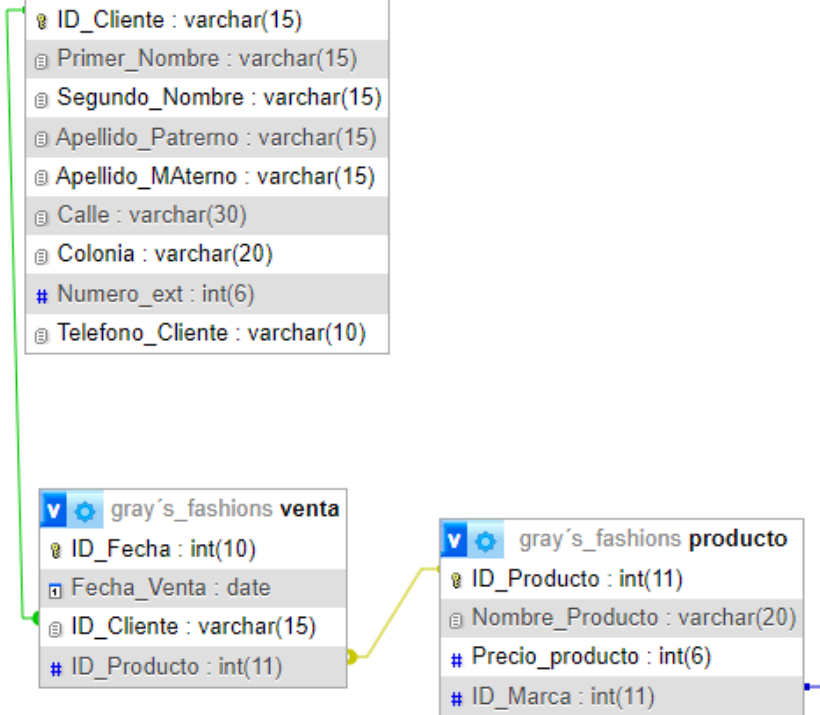 ID_Cliente : varchar(15)
Primer_Nombre : varchar(15)
Segundo_Nombre : varchar(15)
Apellido_Patrerno : varchar(15)
Apellido_MAterno : varchar(15)
Calle : varchar(30)
Colonia : varchar(20)
# Numero_ext : int(6)
Telefono_Cliente : varchar(10)
v gray´s_fashions venta
ID_Fecha : int(10)
Fecha_Venta : date
ID_Cliente : varchar(15)
# ID_Producto : int(11)
v gray´s_fashions producto
ID_Producto : int(11)
Nombre_Producto : varchar(20)
# Precio_producto : int(6)
# ID_Marca : int(11)